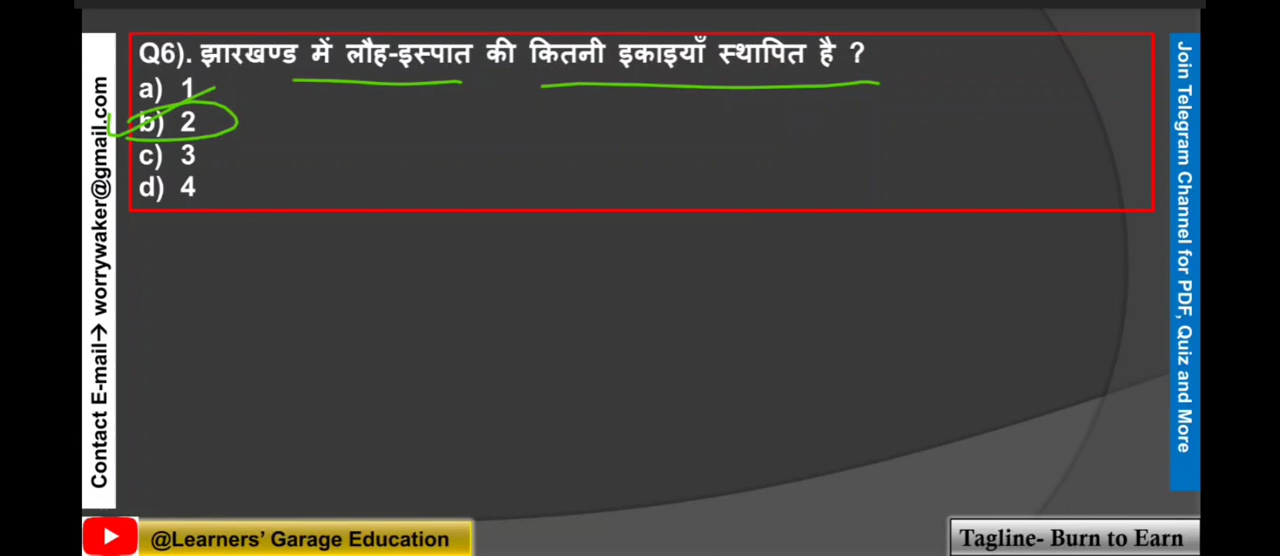 Q6). झारखण्ड में लौह-इस्पात की कितनी इकाइयाँ स्थापित है ?
a) 1
b) 2
c) 3
d) 4
Contact E-mail→ worrywaker@gmail.com
Join Telegram Channel for PDF, Quiz and More
@Learners’ Garage Education
Tagline- Burn to Earn